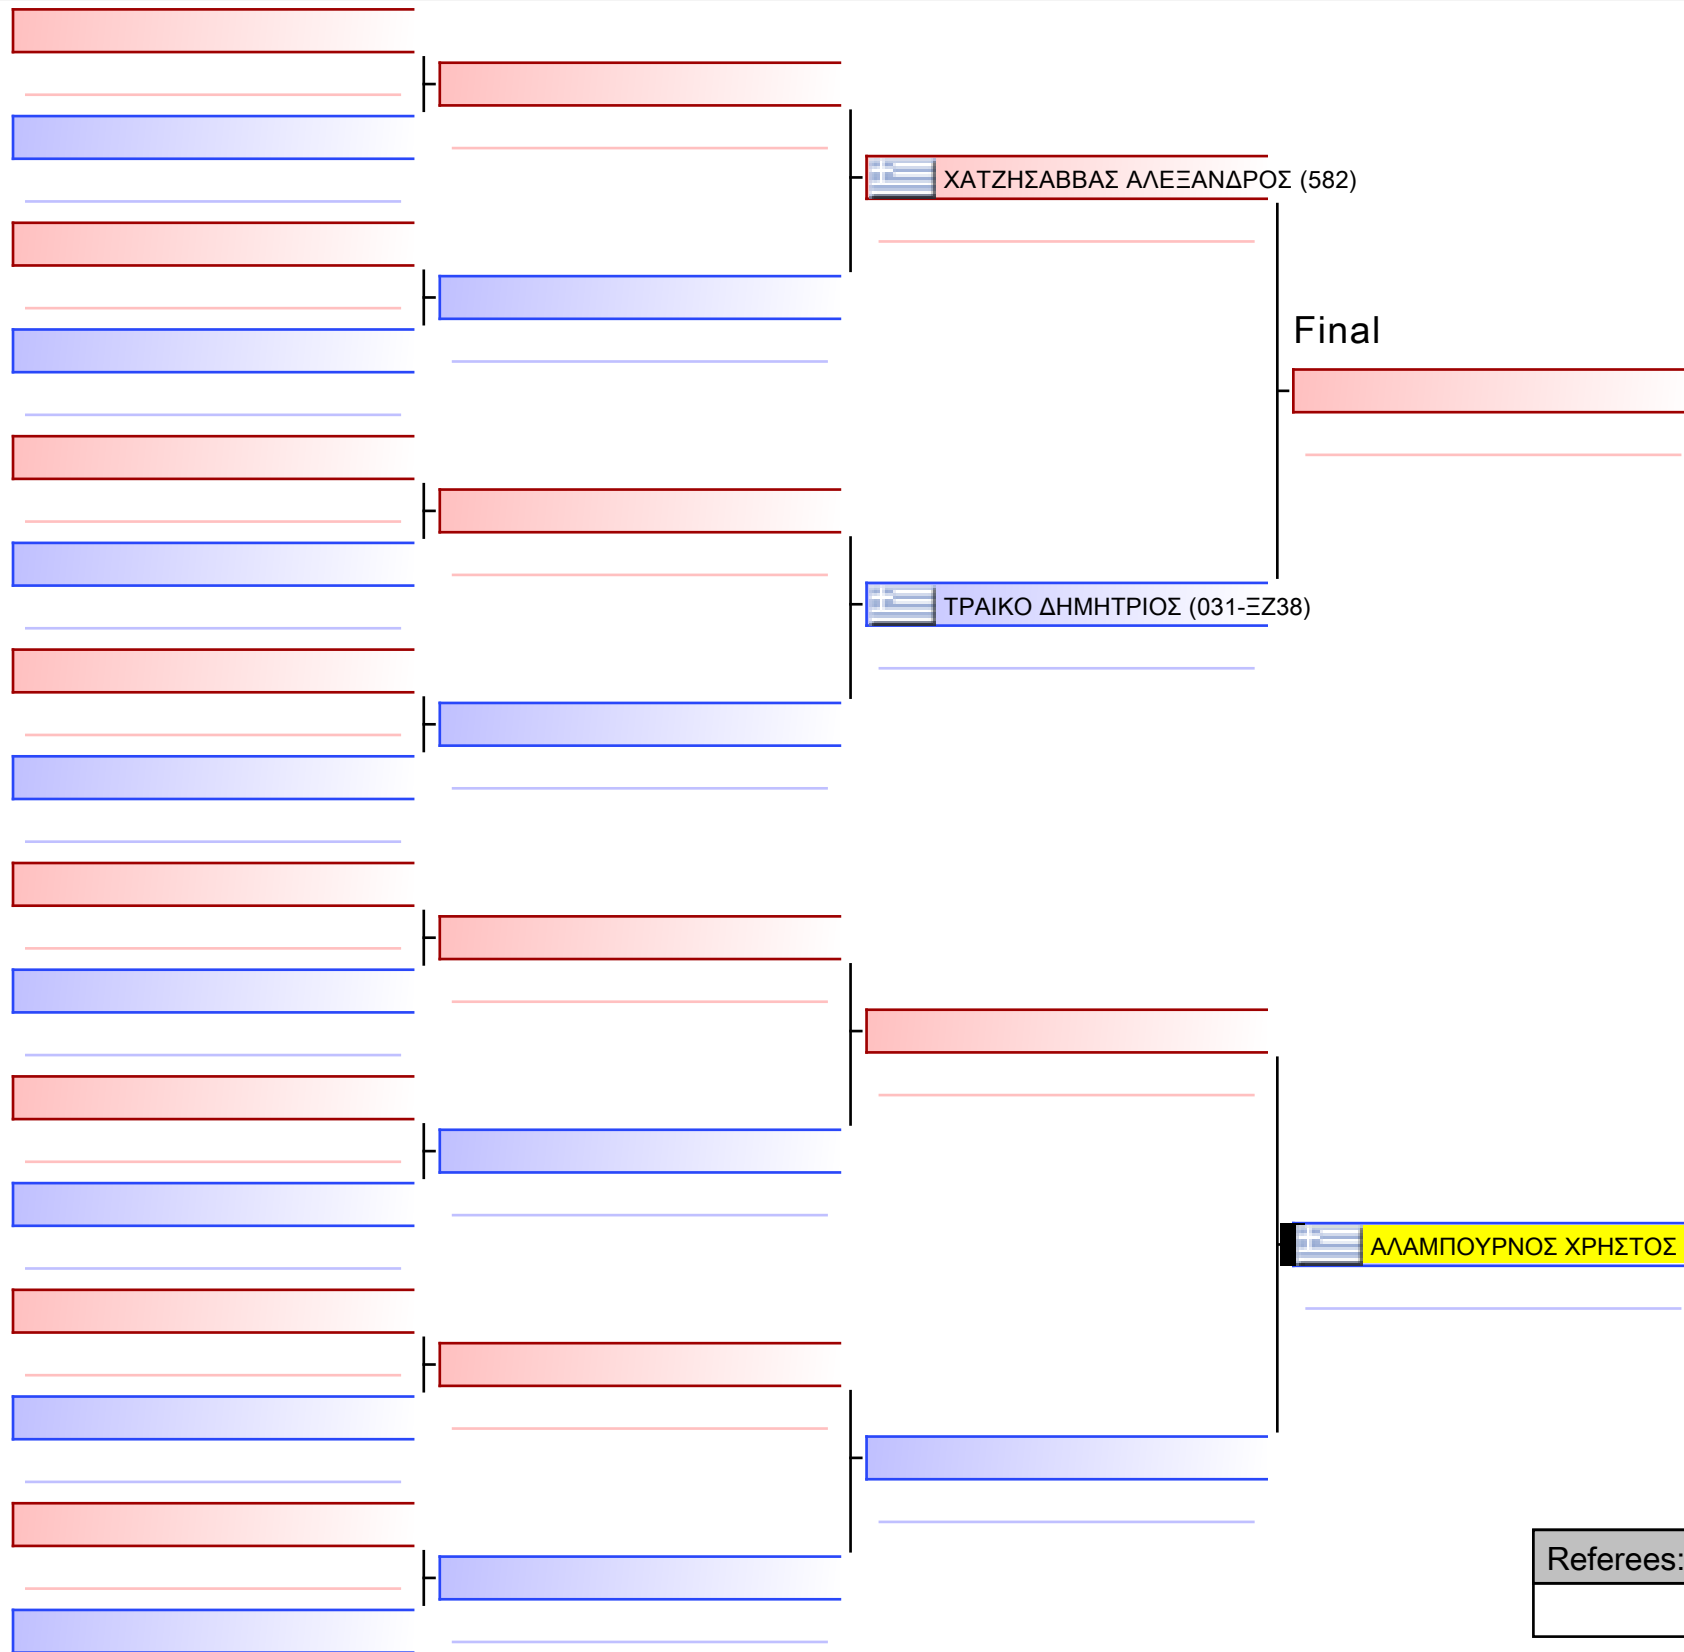 ΧΑΤΖΗΣΑΒΒΑΣ ΑΛΕΞΑΝΔΡΟΣ (582)
Final
ΤΡΑΙΚΟ ΔΗΜΗΤΡΙΟΣ (031-ΞΖ38)
ΑΛΑΜΠΟΥΡΝΟΣ ΧΡΗΣΤΟΣ
Referees: